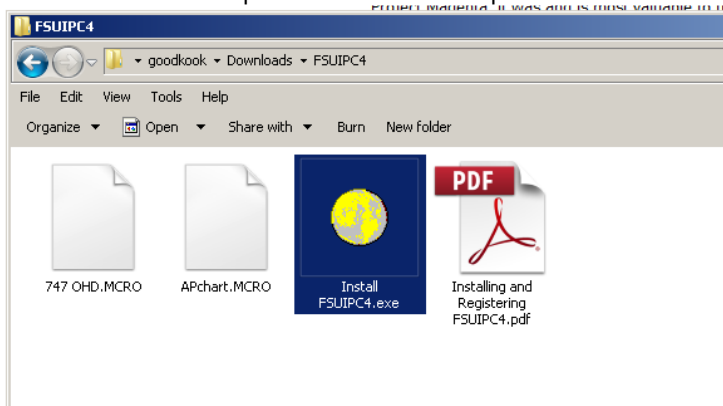 FSUIPC4
goodkook Downloads FSUIPC4
File Edit View Tools Help
Organize Open Share with Burn New folder
PDF
747 OHD.MCRO
APchart.MCRO
Install
FSUIPC4.exe
Installing and
Registering
FSUIPC4.pdf